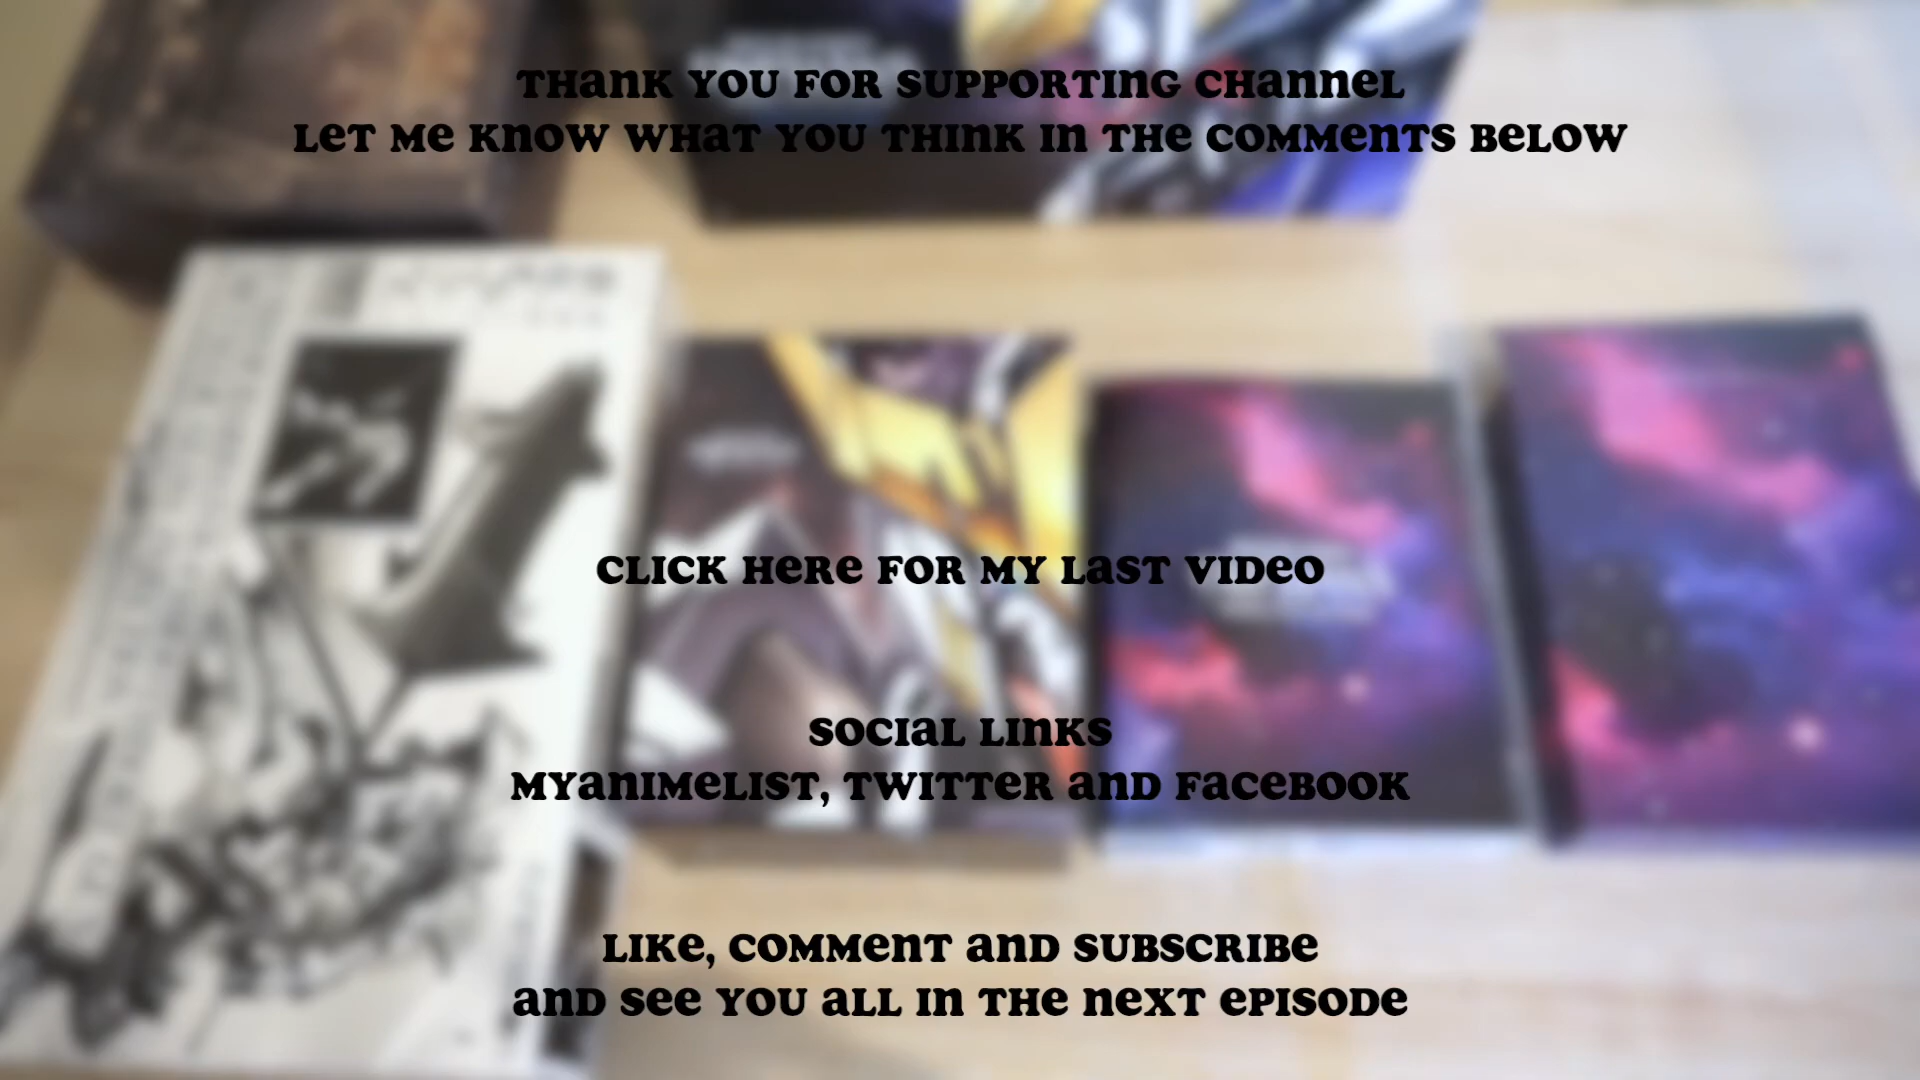 THANK YOU FOR SUPPORTING CHANNEL
LET ME KNOW WHAT YOU THINK IN THE COMMENTS BELOW
CLICK HERE FOR MY LAST VIDEO
SOCIAL LINKS
MYANIMELIST, TWITTER AND FACEBOOK
LIKE, COMMENT AND SUBSCRIBE
AND SEE YOU ALL IN THE NEXT EPISODE